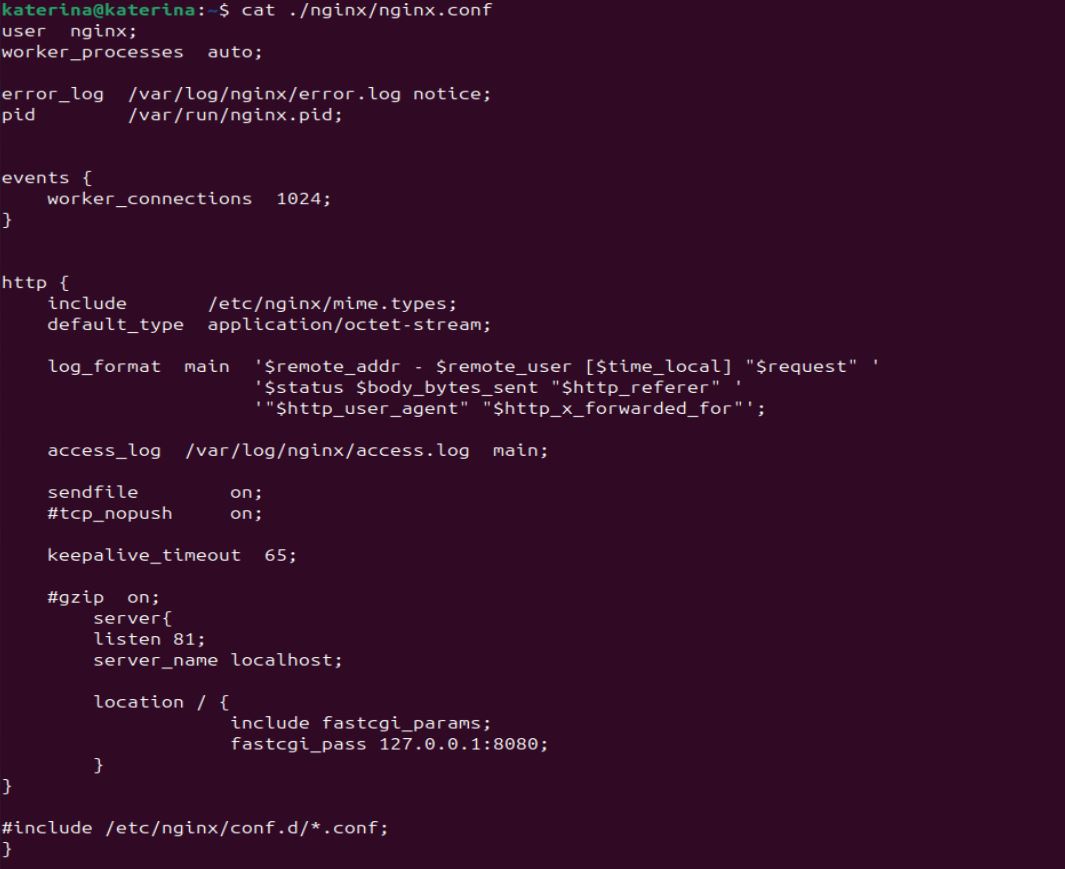 katerina@katerina:~$ cat ./nginx/nginx.conf
user  nginx;
worker_processes  auto;

error_log  /var/log/nginx/error.log notice;
pid        /var/run/nginx.pid;


events {
    worker_connections  1024;
}


http {
    include       /etc/nginx/mime.types;
    default_type  application/octet-stream;

    log_format  main  '$remote_addr - $remote_user [$time_local] "$request" '
                      '$status $body_bytes_sent "$http_referer" '
                      '"$http_user_agent" "$http_x_forwarded_for"';

    access_log  /var/log/nginx/access.log  main;

    sendfile        on;
    #tcp_nopush     on;

    keepalive_timeout  65;

    #gzip  on;
        server{
        listen 81;
        server_name localhost;

        location / {
                    include fastcgi_params;
                    fastcgi_pass 127.0.0.1:8080;
        }
}

#include /etc/nginx/conf.d/*.conf;
}